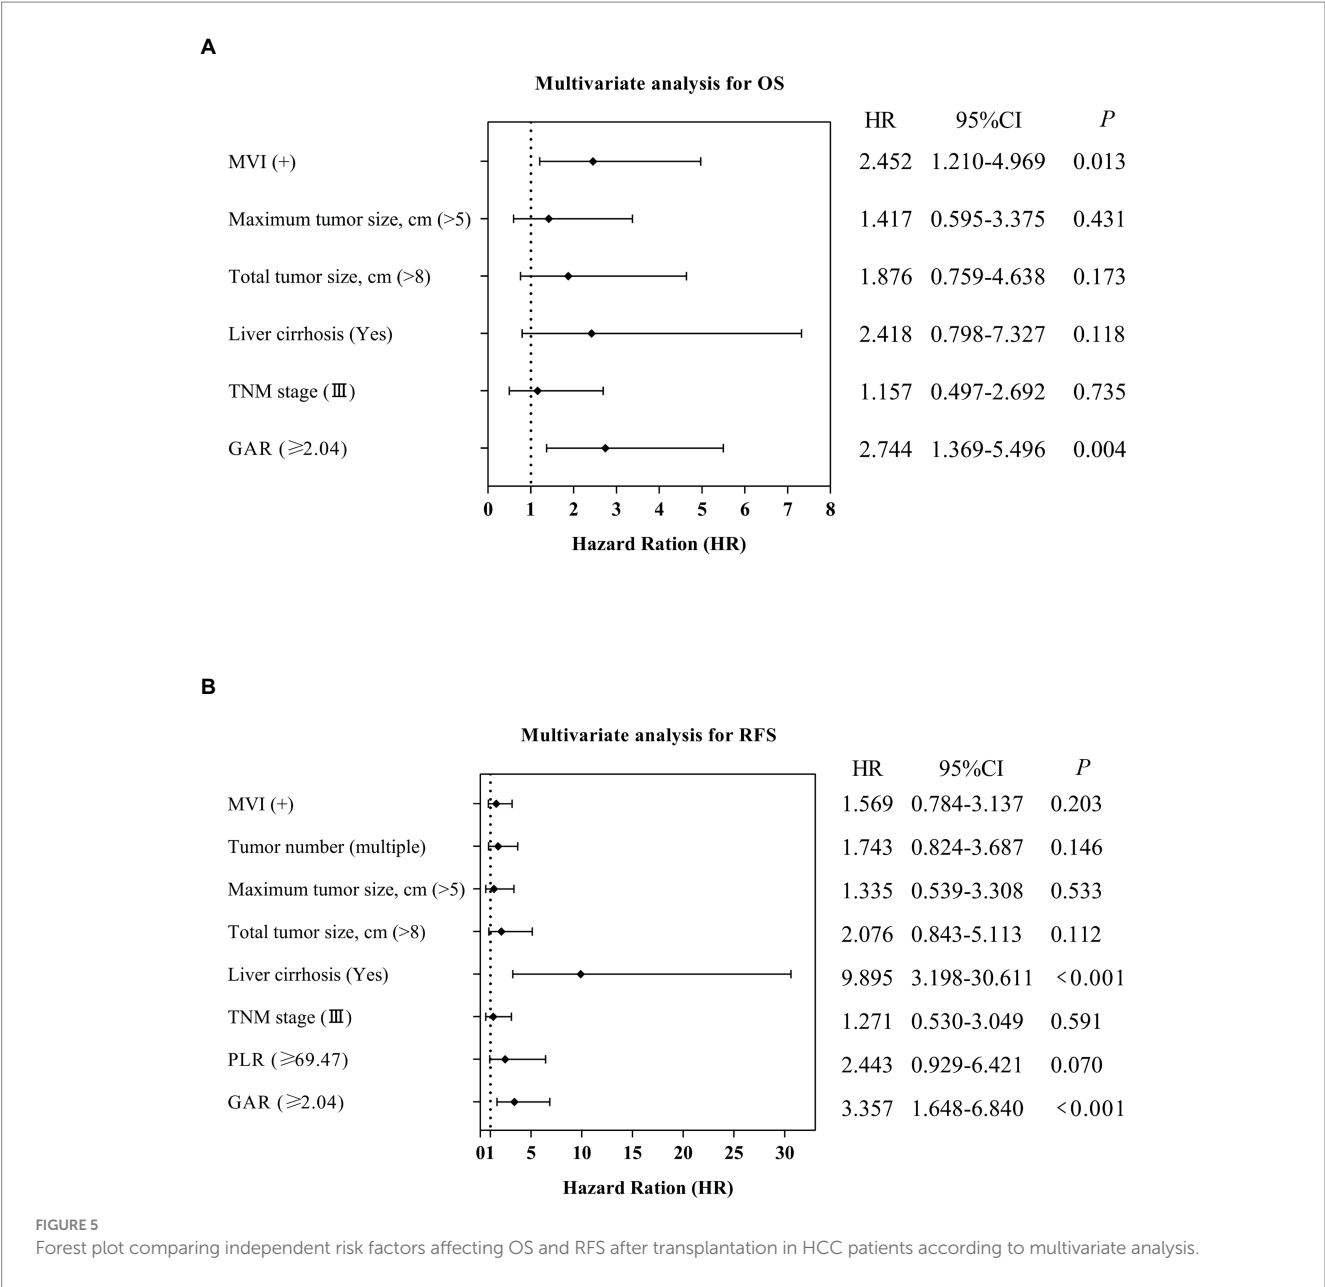 A
Multivariate analysis for OS
HR 95%CI P
MVI (+) 2.452 1.210-4.969 0.013
Maximum tumor size, cm (>5) 1.417 0.595-3.375 0.431
Total tumor size, cm (>8) 1.876 0.759-4.638 0.173
Liver cirrhosis (Yes) 2.418 0.798-7.327 0.118
TNM stage (Ⅲ) 1.157 0.497-2.692 0.735
GAR (⩾2.04) 2.744 1.369-5.496 0.004
0 1 2 3 4 5 6 7 8
Hazard Ration (HR)
B
Multivariate analysis for RFS
HR 95%CI P
MVI (+) 1.569 0.784-3.137 0.203
Tumor number (multiple) 1.743 0.824-3.687 0.146
Maximum tumor size, cm (>5) 1.335 0.539-3.308 0.533
Total tumor size, cm (>8) 2.076 0.843-5.113 0.112
Liver cirrhosis (Yes) 9.895 3.198-30.611 <0.001
TNM stage (Ⅲ) 1.271 0.530-3.049 0.591
PLR (⩾69.47) 2.443 0.929-6.421 0.070
GAR (⩾2.04) 3.357 1.648-6.840 <0.001
0 1 5 10 15 20 25 30
Hazard Ration (HR)
FIGURE 5
Forest plot comparing independent risk factors affecting OS and RFS after transplantation in HCC patients according to multivariate analysis.